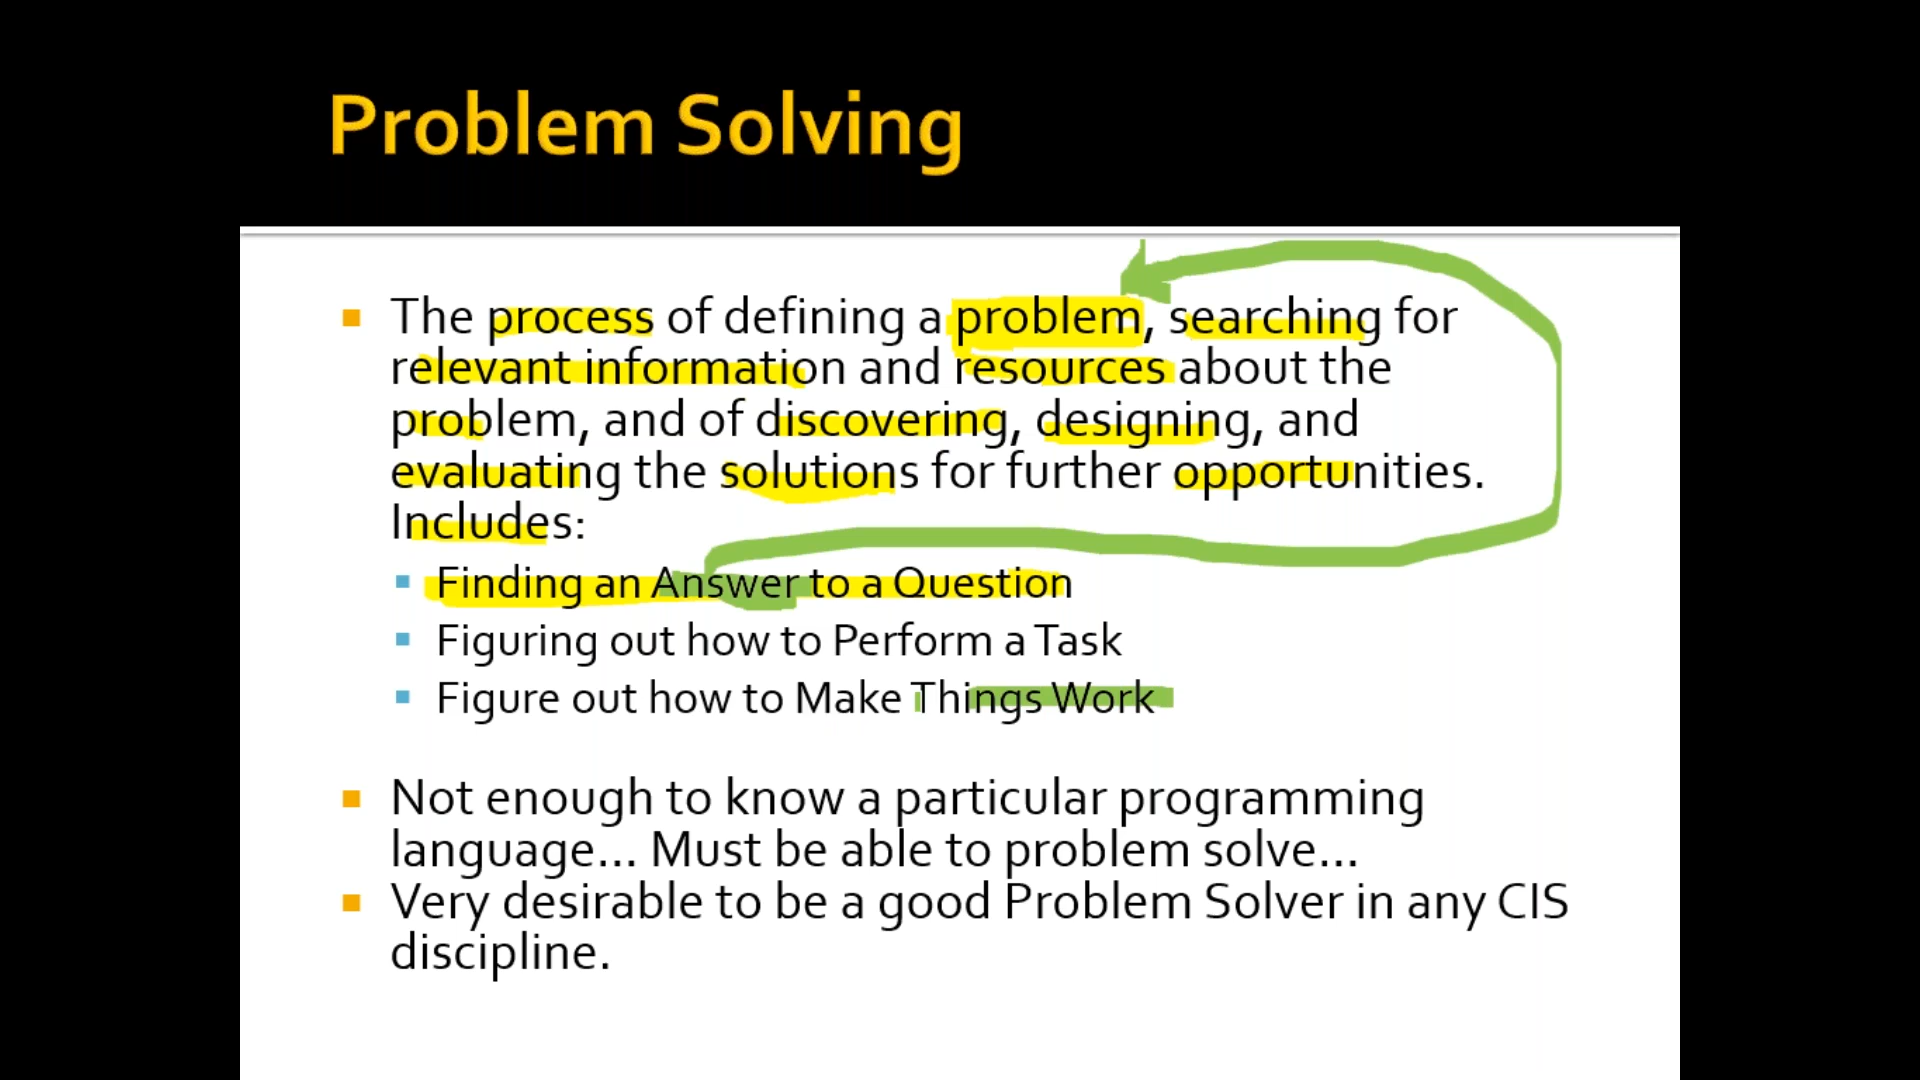 Problem Solving
The process of defining a problem, searching for
relevant information and resources about the
problem, and of discovering, designing, and
evaluating the solutions for further opportunities.
Includes:
Finding an Answer to a Question
Figuring out how to Perform a Task
Figure out how to Make Things Work
Not enough to know a particular programming
language... Must be able to problem solve...
Very desirable to be a good Problem Solver in any CIS
discipline.